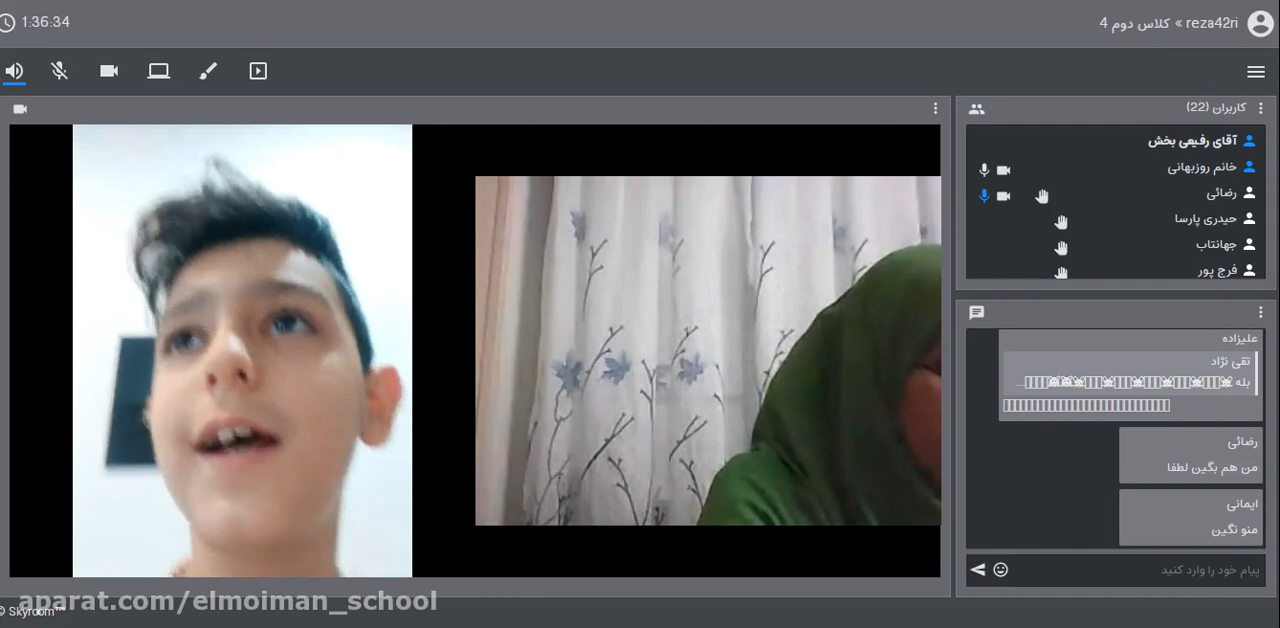 1:36:34
reza42ri » کلاس دوم 4
کاربران (22)
آقای رفیعی بخش
خانم روزبهانی
رضائی
حیدری پارسا
جهانتاب
فرج پور
علیزاده
تقی نژاد
بله
رضائی
من هم بگین لطفا
ایمانی
منو نگین
پیام خود را وارد کنید
aparat.com/elmoiman_school
© Skyroom™